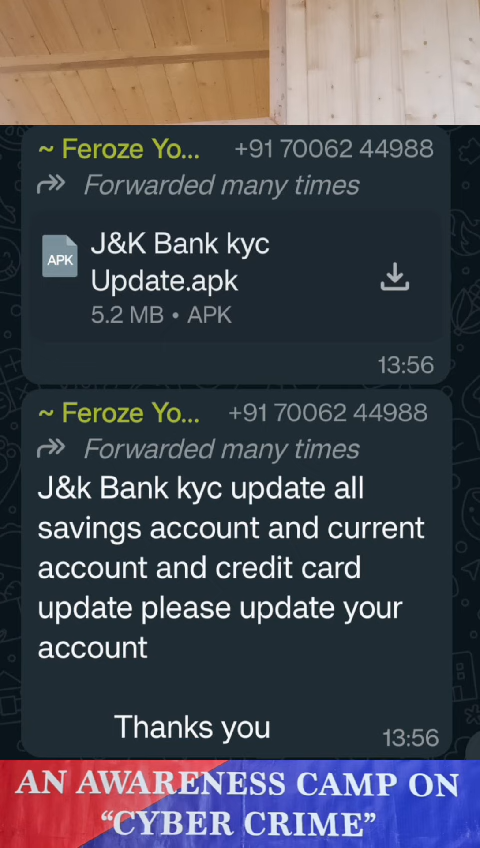 ~ Feroze Yo... +91 70062 44988
Forwarded many times
APK
J&K Bank kyc
Update.apk
5.2 MB • APK
13:56
~ Feroze Yo... +91 70062 44988
Forwarded many times
J&k Bank kyc update all
savings account and current
account and credit card
update please update your
account
Thanks you
13:56
AN AWARENESS CAMP ON
“CYBER CRIME”